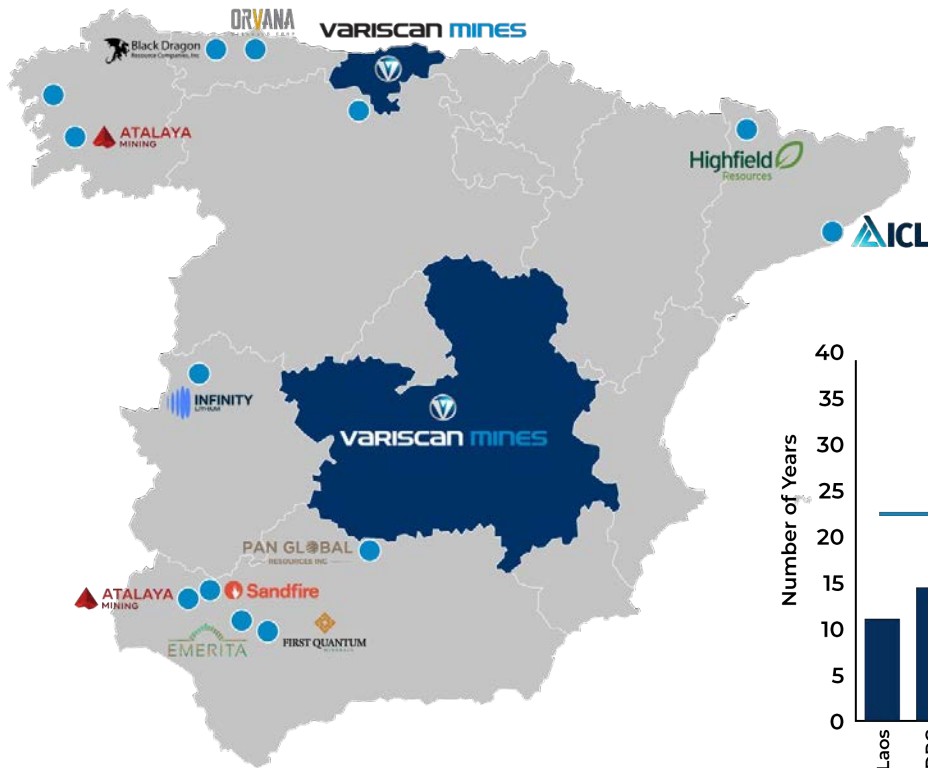 ORVANA
VARISCAN MINES
Black Dragon
Resource Companies, Inc
ATALAYA
MINING
Highfield
Resources
ICL
INFINITY
LITHIUM
VARISCAN MINES
PAN GLOBAL
RESOURCES INC
ATALAYA
MINING
Sandfire
EMERITA
FIRST QUANTUM
MINERALS
Number of Years
40
35
30
25
20
15
10
5
0
Laos